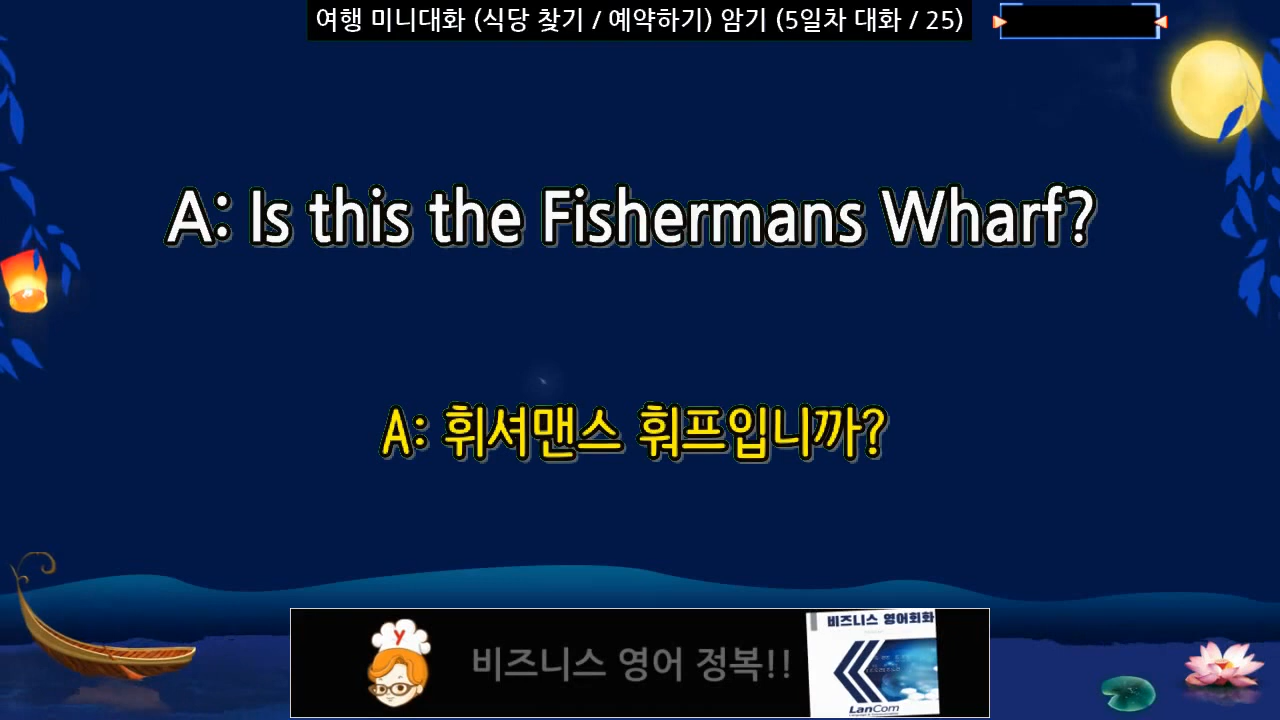 여행 미니대화 (식당 찾기 / 예약하기) 암기 (5일차 대화 / 25)
A: Is this the Fishermans Wharf?
A: 휘셔맨스 훠프입니까?
Y
비즈니스 영어 정복!!
비즈니스 영어회화
LanCom